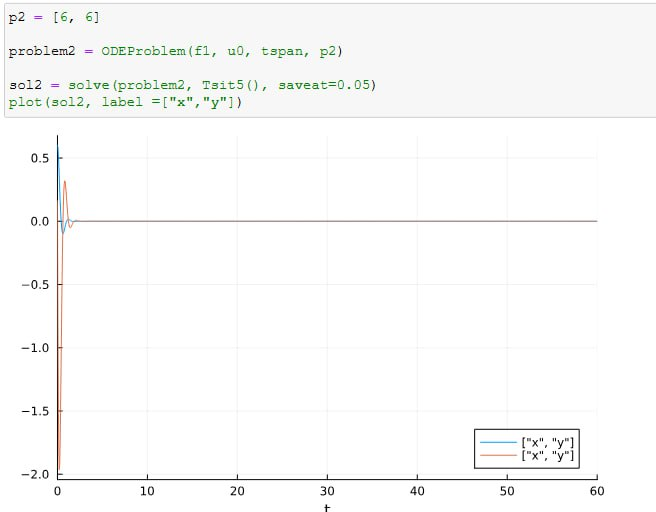 p2 = [6, 6]
problem2 = ODEProblem(f1, u0, tspan, p2)
sol2 = solve(problem2, Tsit5(), saveat=0.05)
plot(sol2, label =["x","y"])
0.5
0.0
−0.5
−1.0
−1.5
−2.0
["x", "y"]
["x", "y"]
0 10 20 30 40 50 60
t